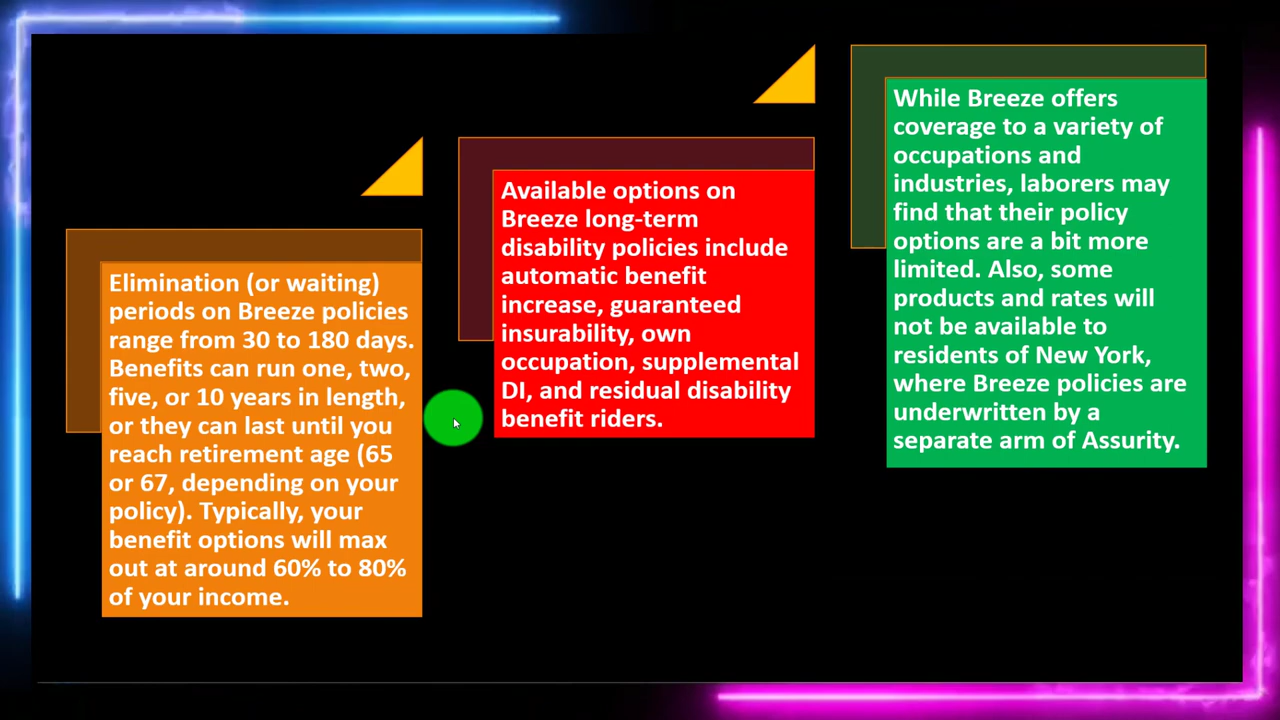 Elimination (or waiting)
periods on Breeze policies
range from 30 to 180 days.
Benefits can run one, two,
five, or 10 years in length,
or they can last until you
reach retirement age (65
or 67, depending on your
policy). Typically, your
benefit options will max
out at around 60% to 80%
of your income.
Available options on
Breeze long-term
disability policies include
automatic benefit
increase, guaranteed
insurability, own
occupation, supplemental
DI, and residual disability
benefit riders.
While Breeze offers
coverage to a variety of
occupations and
industries, laborers may
find that their policy
options are a bit more
limited. Also, some
products and rates will
not be available to
residents of New York,
where Breeze policies are
underwritten by a
separate arm of Assurity.